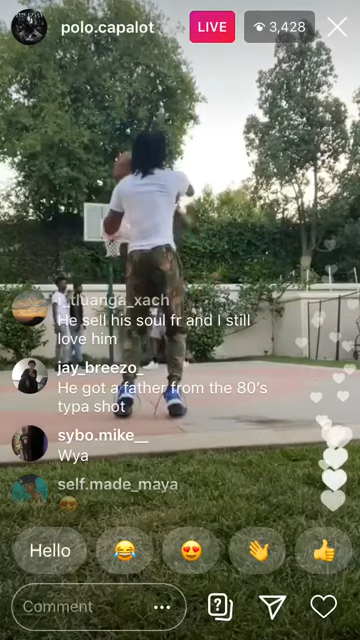 polo.capalot
LIVE
3,428
_tluanga_xach
He sell his soul fr and I still
love him
jay_breezo_
He got a father from the 80's
typa shot
sybo.mike__
Wya
self.made_maya
😍
Hello
😂
😍
👋
👍
Comment